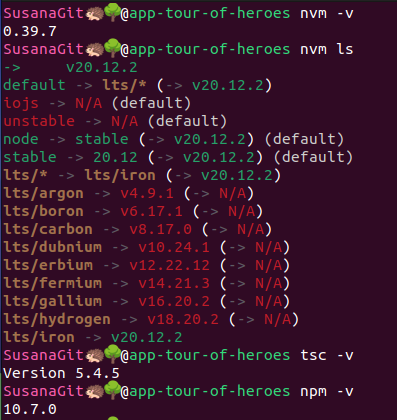 SusanaGit🦔🌳@app-tour-of-heroes nvm -v
0.39.7
SusanaGit🦔🌳@app-tour-of-heroes nvm ls
->      v20.12.2
default -> lts/* (-> v20.12.2)
iojs -> N/A (default)
unstable -> N/A (default)
node -> stable (-> v20.12.2) (default)
stable -> 20.12 (-> v20.12.2) (default)
lts/* -> lts/iron (-> v20.12.2)
lts/argon -> v4.9.1 (-> N/A)
lts/boron -> v6.17.1 (-> N/A)
lts/carbon -> v8.17.0 (-> N/A)
lts/dubnium -> v10.24.1 (-> N/A)
lts/erbium -> v12.22.12 (-> N/A)
lts/fermium -> v14.21.3 (-> N/A)
lts/gallium -> v16.20.2 (-> N/A)
lts/hydrogen -> v18.20.2 (-> N/A)
lts/iron -> v20.12.2
SusanaGit🦔🌳@app-tour-of-heroes tsc -v
Version 5.4.5
SusanaGit🦔🌳@app-tour-of-heroes npm -v
10.7.0